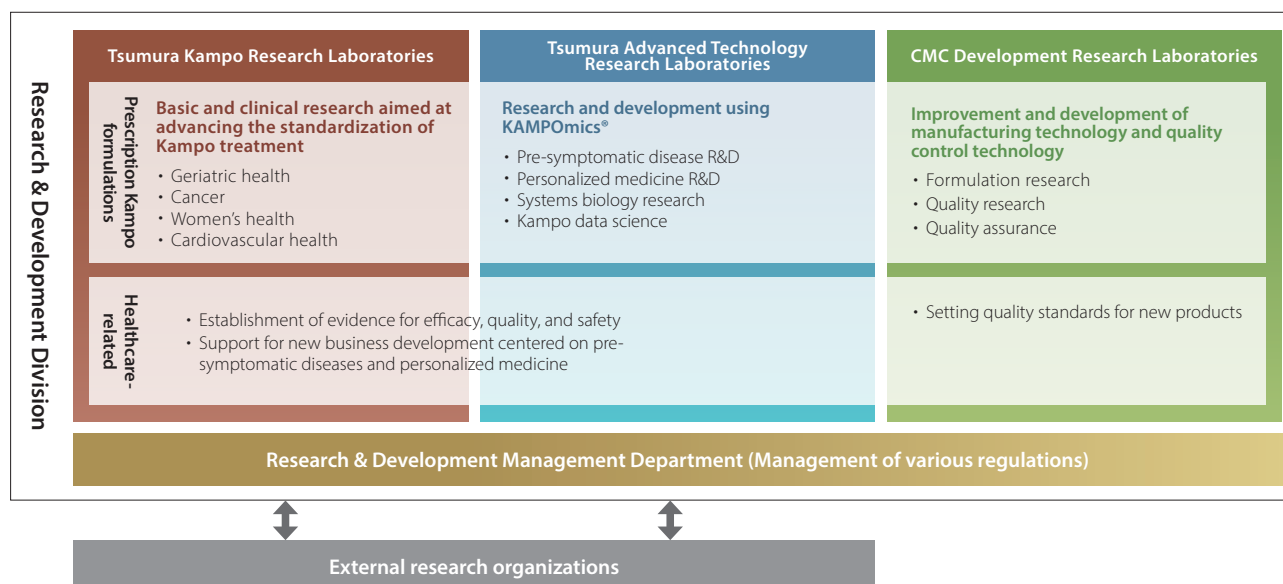 Research & Development Division
Tsumura Kampo Research Laboratories
Prescription Kampo
formulations
Basic and clinical research aimed at
advancing the standardization of
Kampo treatment
・Geriatric health
・Cancer
・Women’s health
・Cardiovascular health
Tsumura Advanced Technology
Research Laboratories
Research and development using
KAMPOmics®
・Pre-symptomatic disease R&D
・Personalized medicine R&D
・Systems biology research
・Kampo data science
CMC Development Research Laboratories
Improvement and development of
manufacturing technology and quality
control technology
・Formulation research
・Quality research
・Quality assurance
Healthcare-
related
・Establishment of evidence for efficacy, quality, and safety
・Support for new business development centered on pre-
symptomatic diseases and personalized medicine
・Setting quality standards for new products
Research & Development Management Department (Management of various regulations)
External research organizations